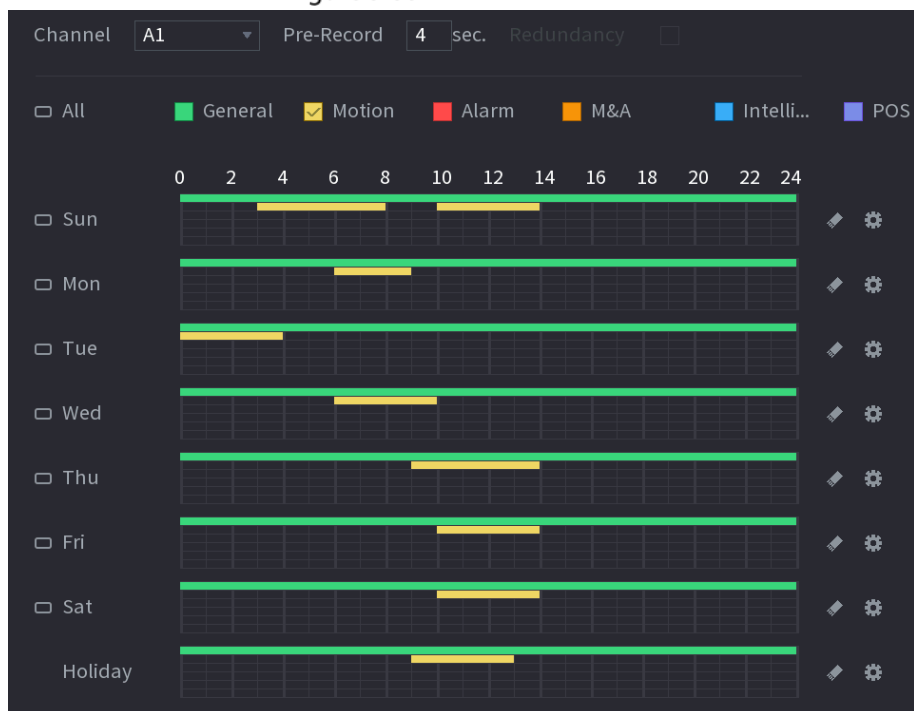 Channel A1 Pre-Record 4 sec. Redundancy
All General Motion Alarm M&A Intelli... POS
0 2 4 6 8 10 12 14 16 18 20 22 24
Sun
Mon
Tue
Wed
Thu
Fri
Sat
Holiday